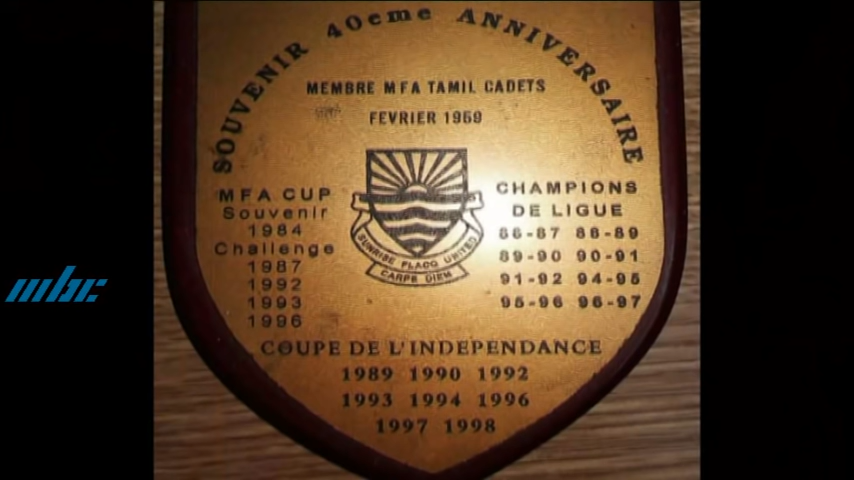 SOUVENIR 40eme ANNIVERSAIRE
MEMBRE MFA TAMIL CADETS
FEVRIER 1959
MFA CUP
Souvenir
1984
Challenge
1987
1992
1993
1996
SUNRISE FLACQ UNITED
CARPE DIEM
CHAMPIONS
DE LIGUE
86-87 88-89
89-90 90-91
91-92 94-95
95-96 96-97
COUPE DE L'INDEPENDANCE
1989 1990 1992
1993 1994 1996
1997 1998
mbc